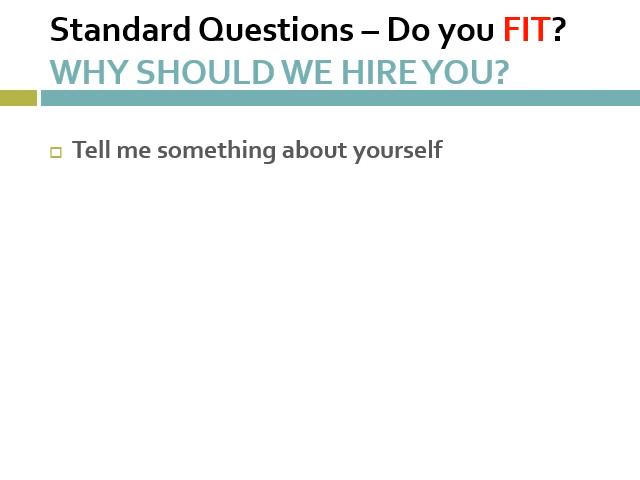 Standard Questions – Do you FIT?
WHY SHOULD WE HIRE YOU?
Tell me something about yourself